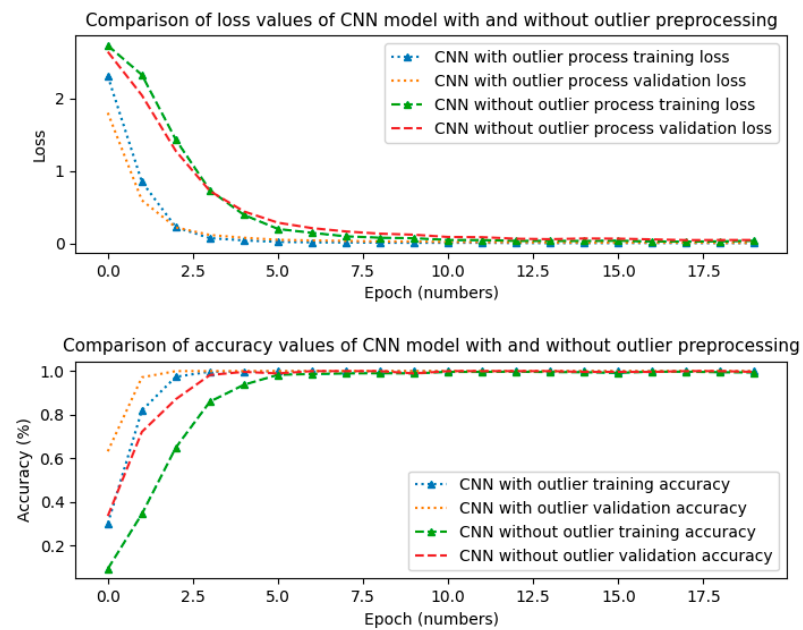 Comparison of loss values of CNN model with and without outlier preprocessing
CNN with outlier process training loss
CNN with outlier process validation loss
CNN without outlier process training loss
CNN without outlier process validation loss
Loss
2
1
0
0.0 2.5 5.0 7.5 10.0 12.5 15.0 17.5
Epoch (numbers)
Comparison of accuracy values of CNN model with and without outlier preprocessing
Accuracy (%)
1.0
0.8
0.6
0.4
0.2
CNN with outlier training accuracy
CNN with outlier validation accuracy
CNN without outlier training accuracy
CNN without outlier validation accuracy
0.0 2.5 5.0 7.5 10.0 12.5 15.0 17.5
Epoch (numbers)